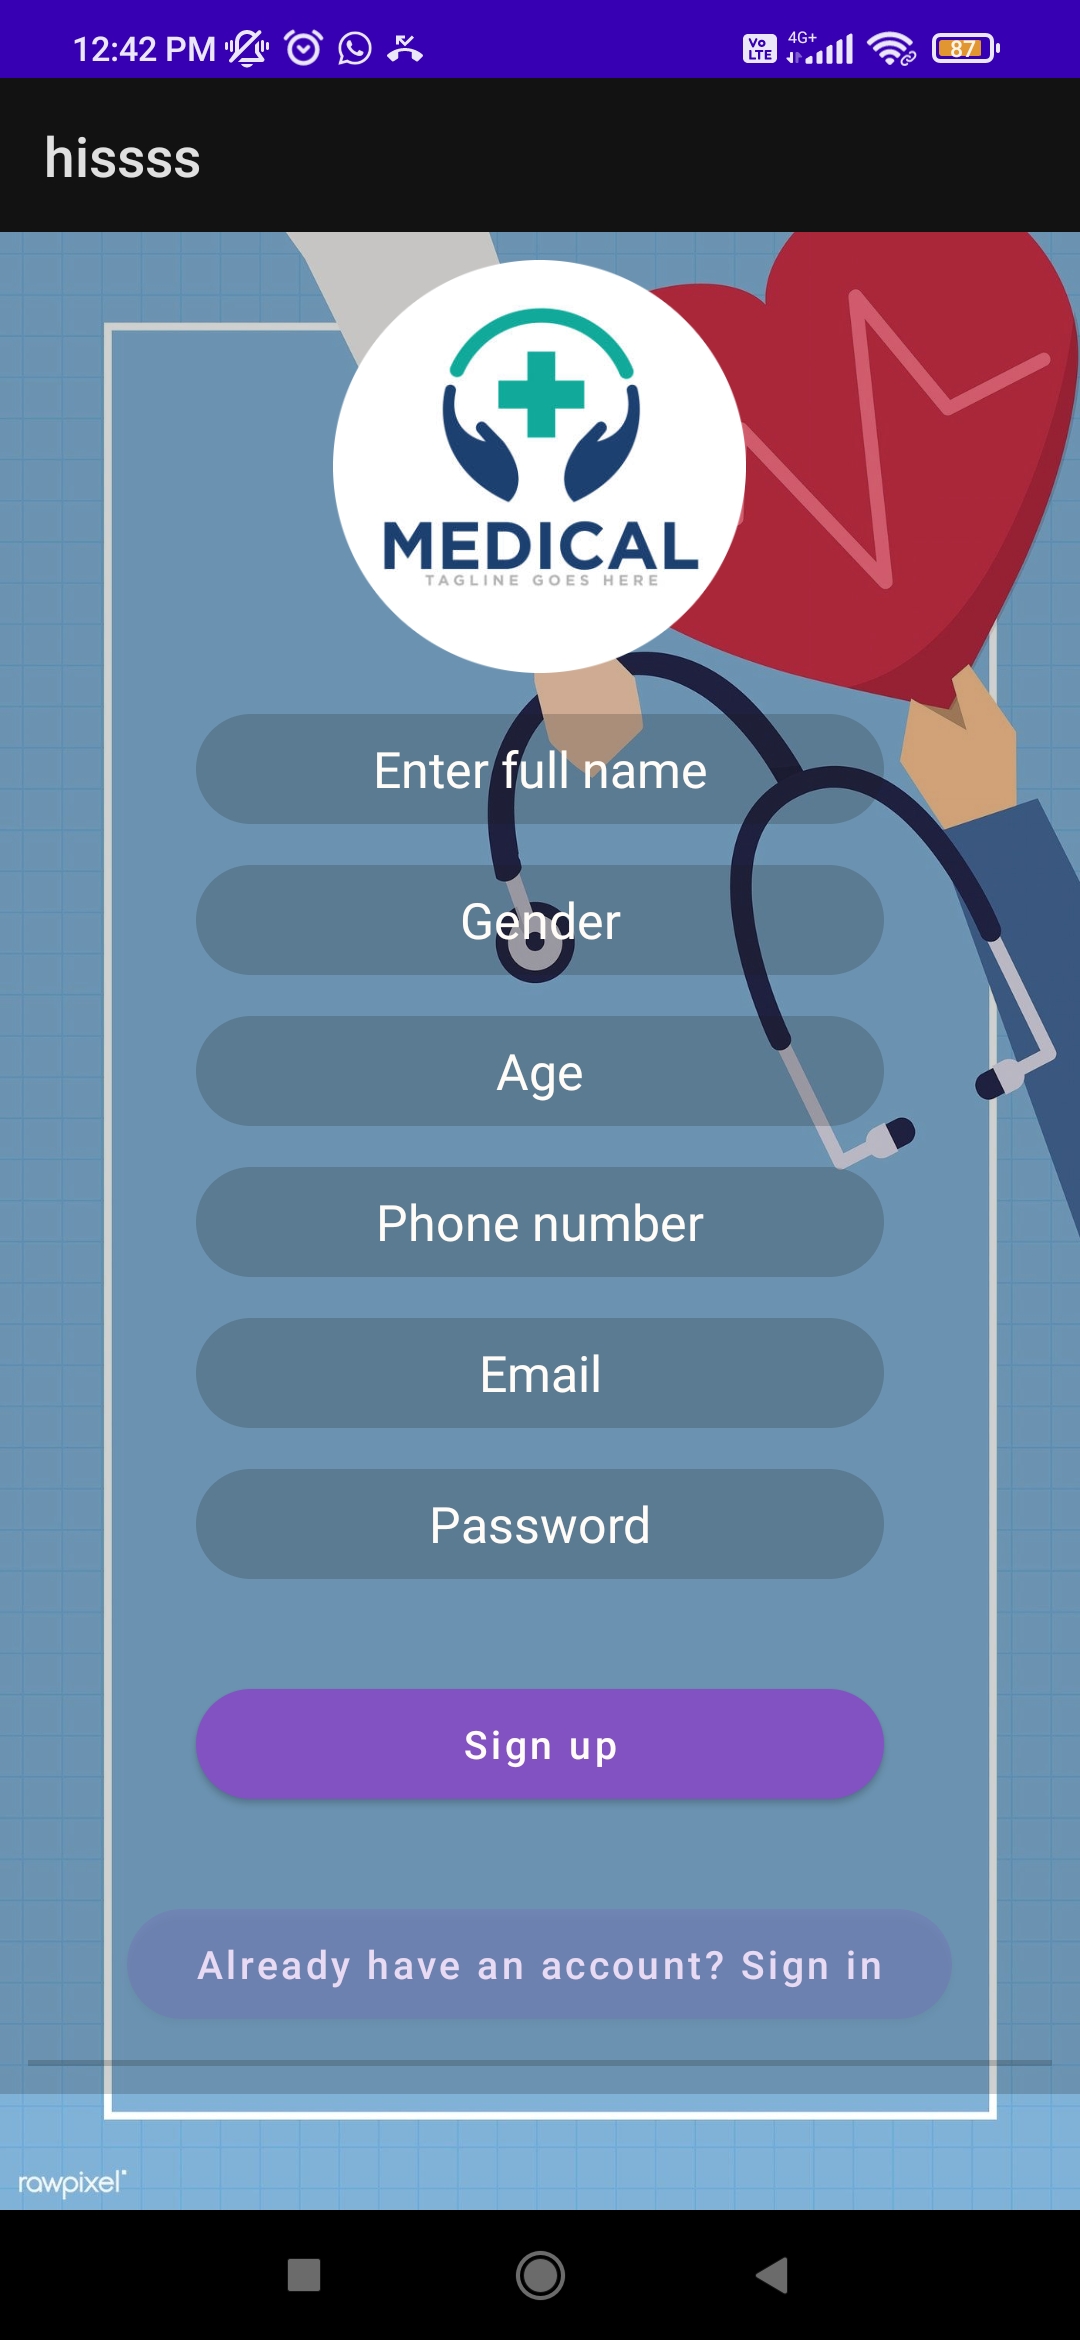 12:42 PM
Vo LTE 4G+ 87
hissss
MEDICAL
TAGLINE GOES HERE
Enter full name
Gender
Age
Phone number
Email
Password
Sign up
Already have an account? Sign in
rawpixel